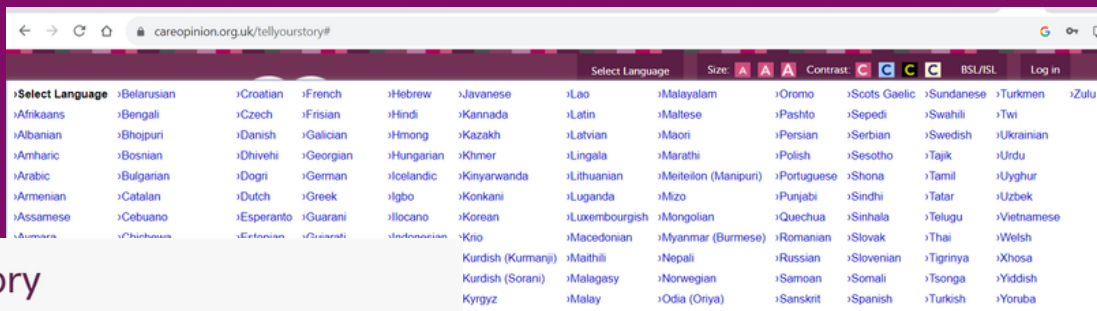 careopinion.org.uk/tellyourstory#
Select Language Size: A A A Contrast: C C C C BSL/ISL Log in
›Select Language ›Belarusian ›Croatian ›French ›Hebrew ›Javanese ›Lao ›Malayalam ›Oromo ›Scots Gaelic ›Sundanese ›Turkmen ›Zulu
›Afrikaans ›Bengali ›Czech ›Frisian ›Hindi ›Kannada ›Latin ›Maltese ›Pashto ›Sepedi ›Swahili ›Twi
›Albanian ›Bhojpuri ›Danish ›Galician ›Hmong ›Kazakh ›Latvian ›Maori ›Persian ›Serbian ›Swedish ›Ukrainian
›Amharic ›Bosnian ›Dhivehi ›Georgian ›Hungarian ›Khmer ›Lingala ›Marathi ›Polish ›Sesotho ›Tajik ›Urdu
›Arabic ›Bulgarian ›Dogri ›German ›Icelandic ›Kinyarwanda ›Lithuanian ›Meiteilon (Manipuri) ›Portuguese ›Shona ›Tamil ›Uyghur
›Armenian ›Catalan ›Dutch ›Greek ›Igbo ›Konkani ›Luganda ›Mizo ›Punjabi ›Sindhi ›Tatar ›Uzbek
›Assamese ›Cebuano ›Esperanto ›Guarani ›Ilocano ›Korean ›Luxembourgish ›Mongolian ›Quechua ›Sinhala ›Telugu ›Vietnamese
›Aymara ›Chichewa ›Estonian ›Gujarati ›Indonesian ›Krio ›Macedonian ›Myanmar (Burmese) ›Romanian ›Slovak ›Thai ›Welsh
Kurdish (Kurmanji) ›Maithili ›Nepali ›Russian ›Slovenian ›Tigrinya ›Xhosa
ory Kurdish (Sorani) ›Malagasy ›Norwegian ›Samoan ›Somali ›Tsonga ›Yiddish
Kyrgyz ›Malay ›Odia (Oriya) ›Sanskrit ›Spanish ›Turkish ›Yoruba